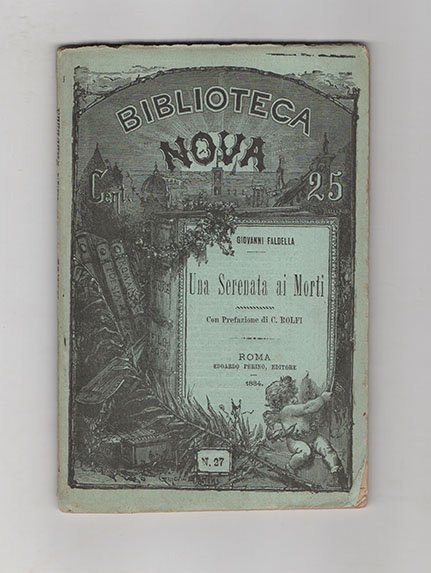 BIBLIOTECA
NOVA
Cent. 25
GIOVANNI FALDELLA
Una Serenata ai Morti
Con Prefazione di C. ROLFI
ROMA
EDOARDO PERINO, EDITORE
1884.
N. 27